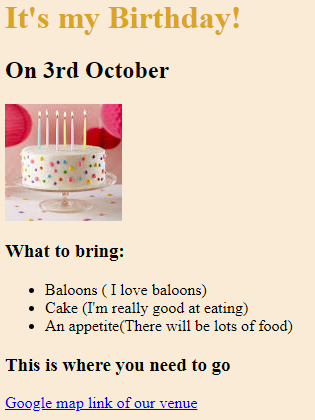 It's my Birthday!
On 3rd October
What to bring:
Baloons ( I love baloons)
Cake (I'm really good at eating)
An appetite(There will be lots of food)
This is where you need to go
Google map link of our venue